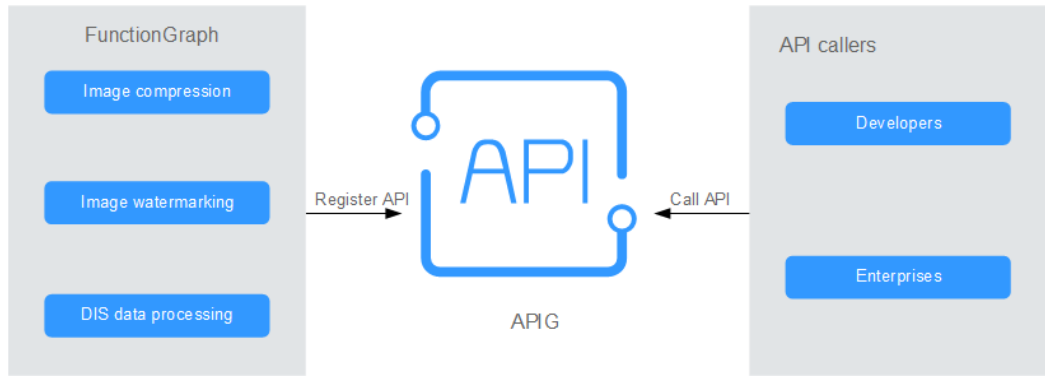 FunctionGraph
Image compression
Image watermarking
DIS data processing
Register API
API
APIG
Call API
API callers
Developers
Enterprises